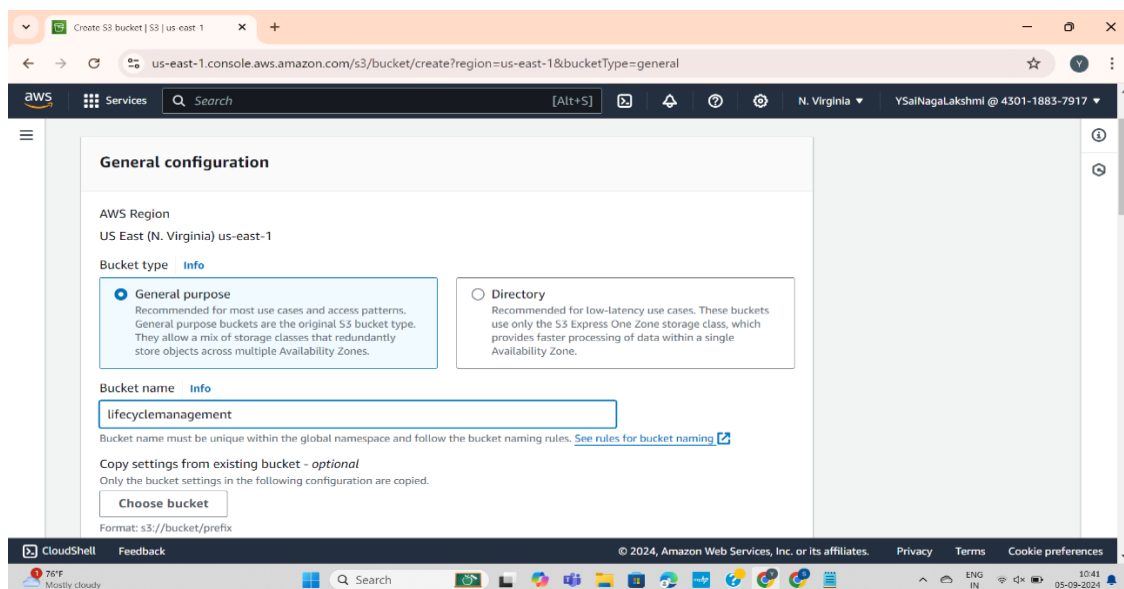 Create S3 bucket | S3 | us-east-1
us-east-1.console.aws.amazon.com/s3/bucket/create?region=us-east-1&bucketType=general
Y
aws
Services
Search
[Alt+S]
N. Virginia ▼
YSaiNagaLakshmi @ 4301-1883-7917 ▼
General configuration
AWS Region
US East (N. Virginia) us-east-1
Bucket type
Info
General purpose
Recommended for most use cases and access patterns.
General purpose buckets are the original S3 bucket type.
They allow a mix of storage classes that redundantly
store objects across multiple Availability Zones.
Directory
Recommended for low-latency use cases. These buckets
use only the S3 Express One Zone storage class, which
provides faster processing of data within a single
Availability Zone.
Bucket name
Info
lifecyclemanagement
Bucket name must be unique within the global namespace and follow the bucket naming rules. See rules for bucket naming
Copy settings from existing bucket - optional
Only the bucket settings in the following configuration are copied.
Choose bucket
Format: s3://bucket/prefix
CloudShell
Feedback
© 2024, Amazon Web Services, Inc. or its affiliates.
Privacy
Terms
Cookie preferences
1
76°F
Mostly cloudy
Search
ENG
IN
10:41
05-09-2024